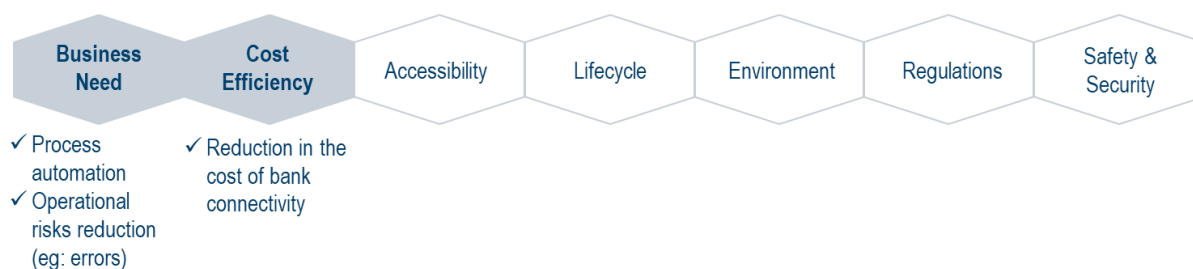 Business
Need
Cost
Efficiency
Accessibility
Lifecycle
Environment
Regulations
Safety &
Security
✓ Process
automation
✓ Operational
risks reduction
(eg: errors)
✓ Reduction in the
cost of bank
connectivity